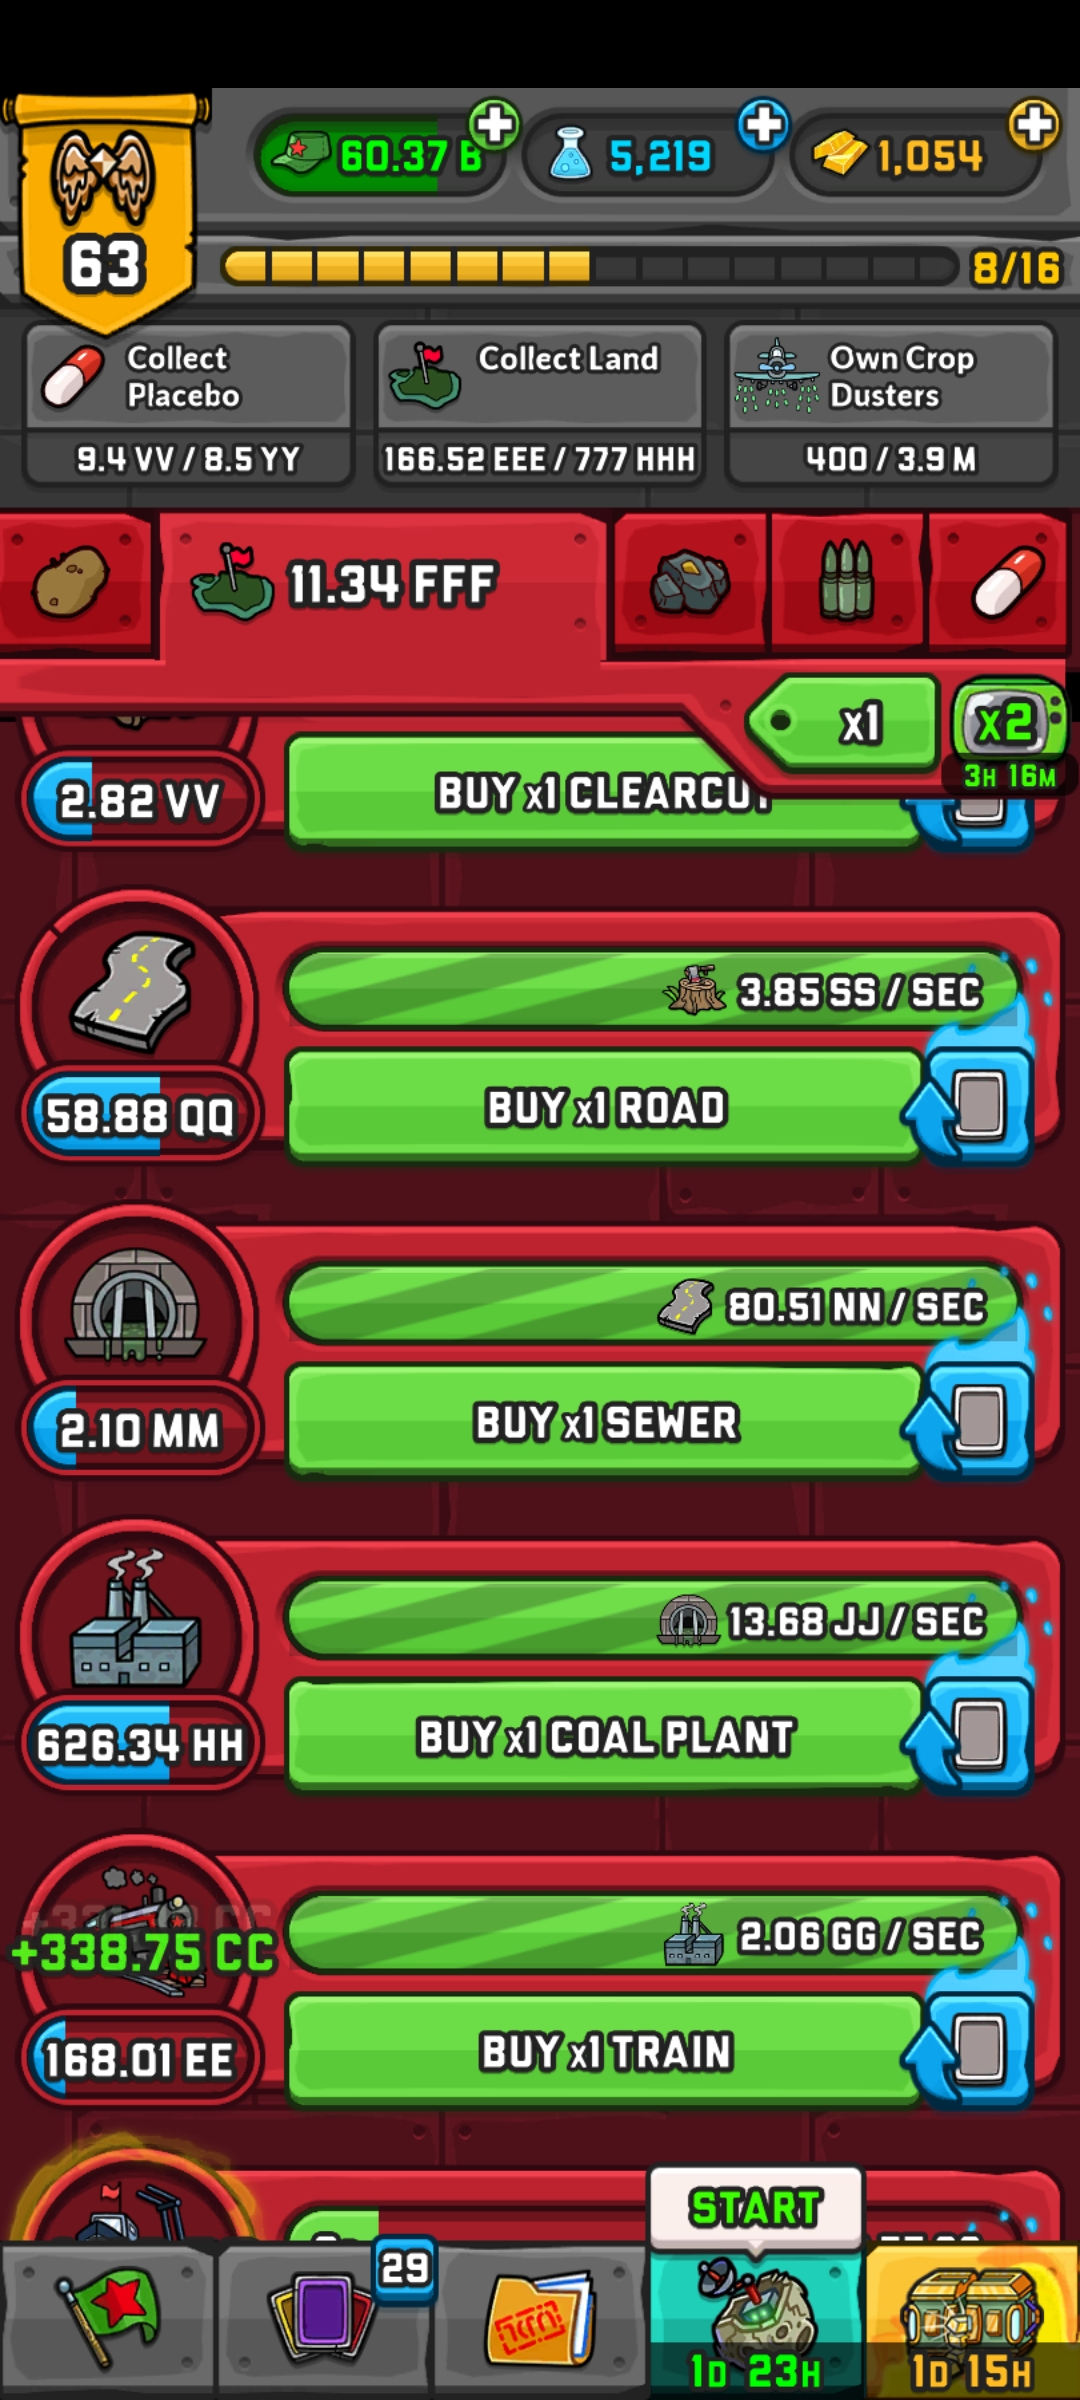 60.37 B
5,219
1,054
63
8/16
Collect
Placebo
9.4 VV / 8.5 YY
Collect Land
166.52 EEE / 777 HHH
Own Crop
Dusters
400 / 3.9 M
11.34 FFF
x1
x2
3H 16M
2.82 VV
BUY x1 CLEARCUT
3.85 SS / SEC
58.88 QQ
BUY x1 ROAD
80.51 NN / SEC
2.10 MM
BUY x1 SEWER
13.68 JJ / SEC
626.34 HH
BUY x1 COAL PLANT
+338.75 CC
2.06 GG / SEC
168.01 EE
BUY x1 TRAIN
START
29
1D 23H
1D 15H